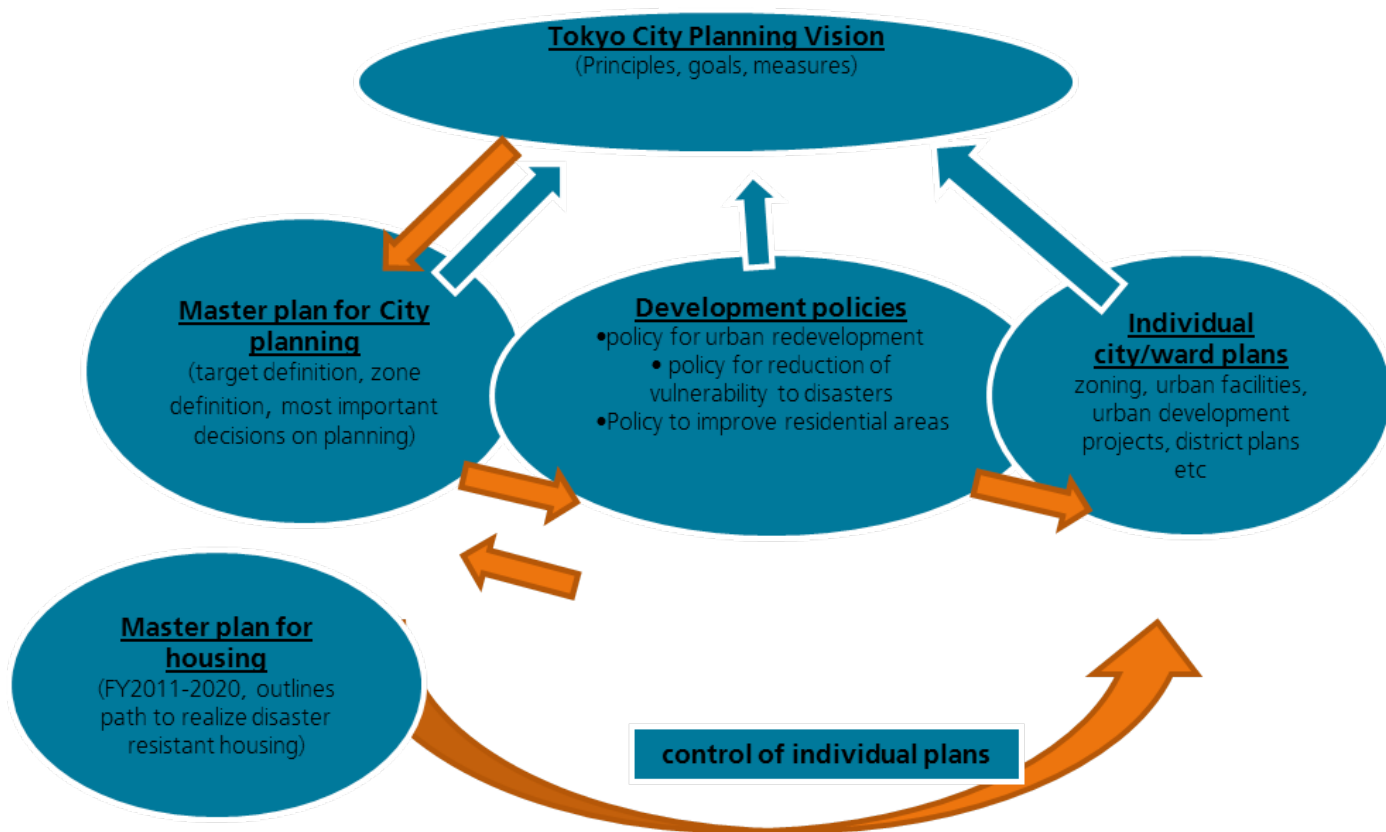 Tokyo City Planning Vision
(Principles, goals, measures)
Master plan for City
planning
(target definition, zone
definition, most important
decisions on planning)
Development policies
•policy for urban redevelopment
• policy for reduction of
vulnerability to disasters
•Policy to improve residential areas
Individual
city/ward plans
zoning, urban facilities,
urban development
projects, district plans
etc
Master plan for
housing
(FY2011-2020, outlines
path to realize disaster
resistant housing)
control of individual plans